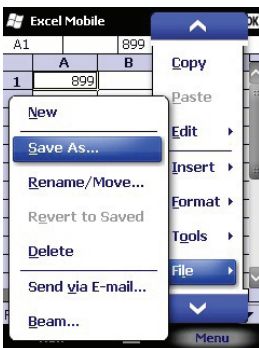 Excel Mobile
A1 899
A B
1 899
Copy
Paste
Edit
Insert
Format
Tools
File
New
Save As...
Rename/Move...
Revert to Saved
Delete
Send via E-mail...
Beam...
Menu